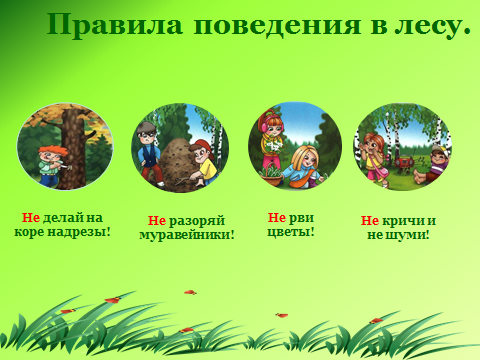 Правила поведения в лесу.
Не делай на
коре надрезы!
Не разоряй
муравейники!
Не рви
цветы!
Не кричи и
не шуми!